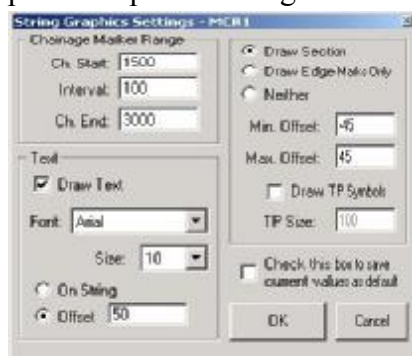 String Graphics Settings - MCR1
Chainage Marker Range
Ch. Start: 1500
Interval: 100
Ch. End: 3000
Text
Draw Text
Font: Arial
Size: 10
On String
Offset 50
Draw Section
Draw Edge Marks Only
Neither
Min. Offset: -45
Max. Offset: 45
Draw TP Symbols
TIP Size: 100
Check this box to save
current values as default
OK Cancel